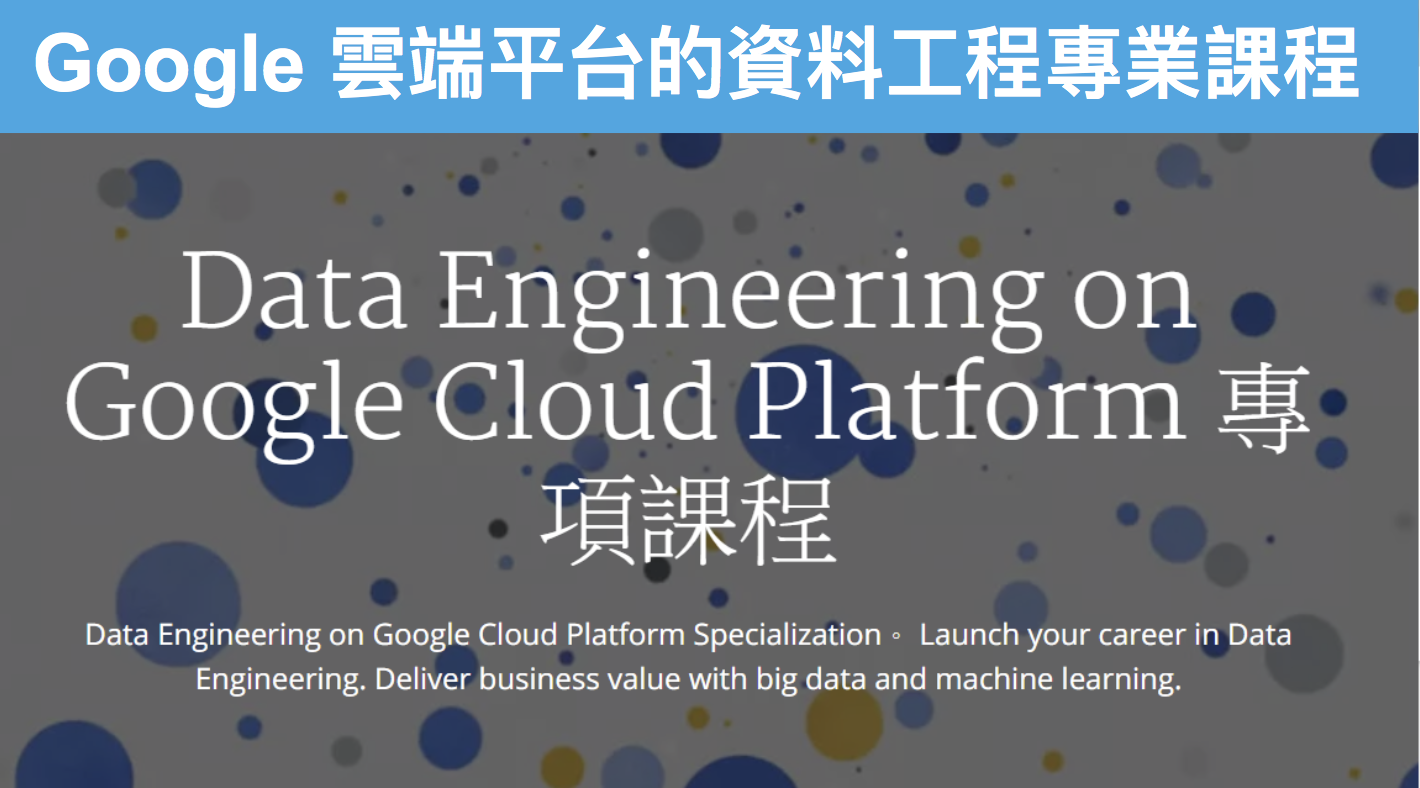 Google 雲端平台的資料工程專業課程
Data Engineering on
Google Cloud Platform 專
項課程
Data Engineering on Google Cloud Platform Specialization。 Launch your career in Data
Engineering. Deliver business value with big data and machine learning.